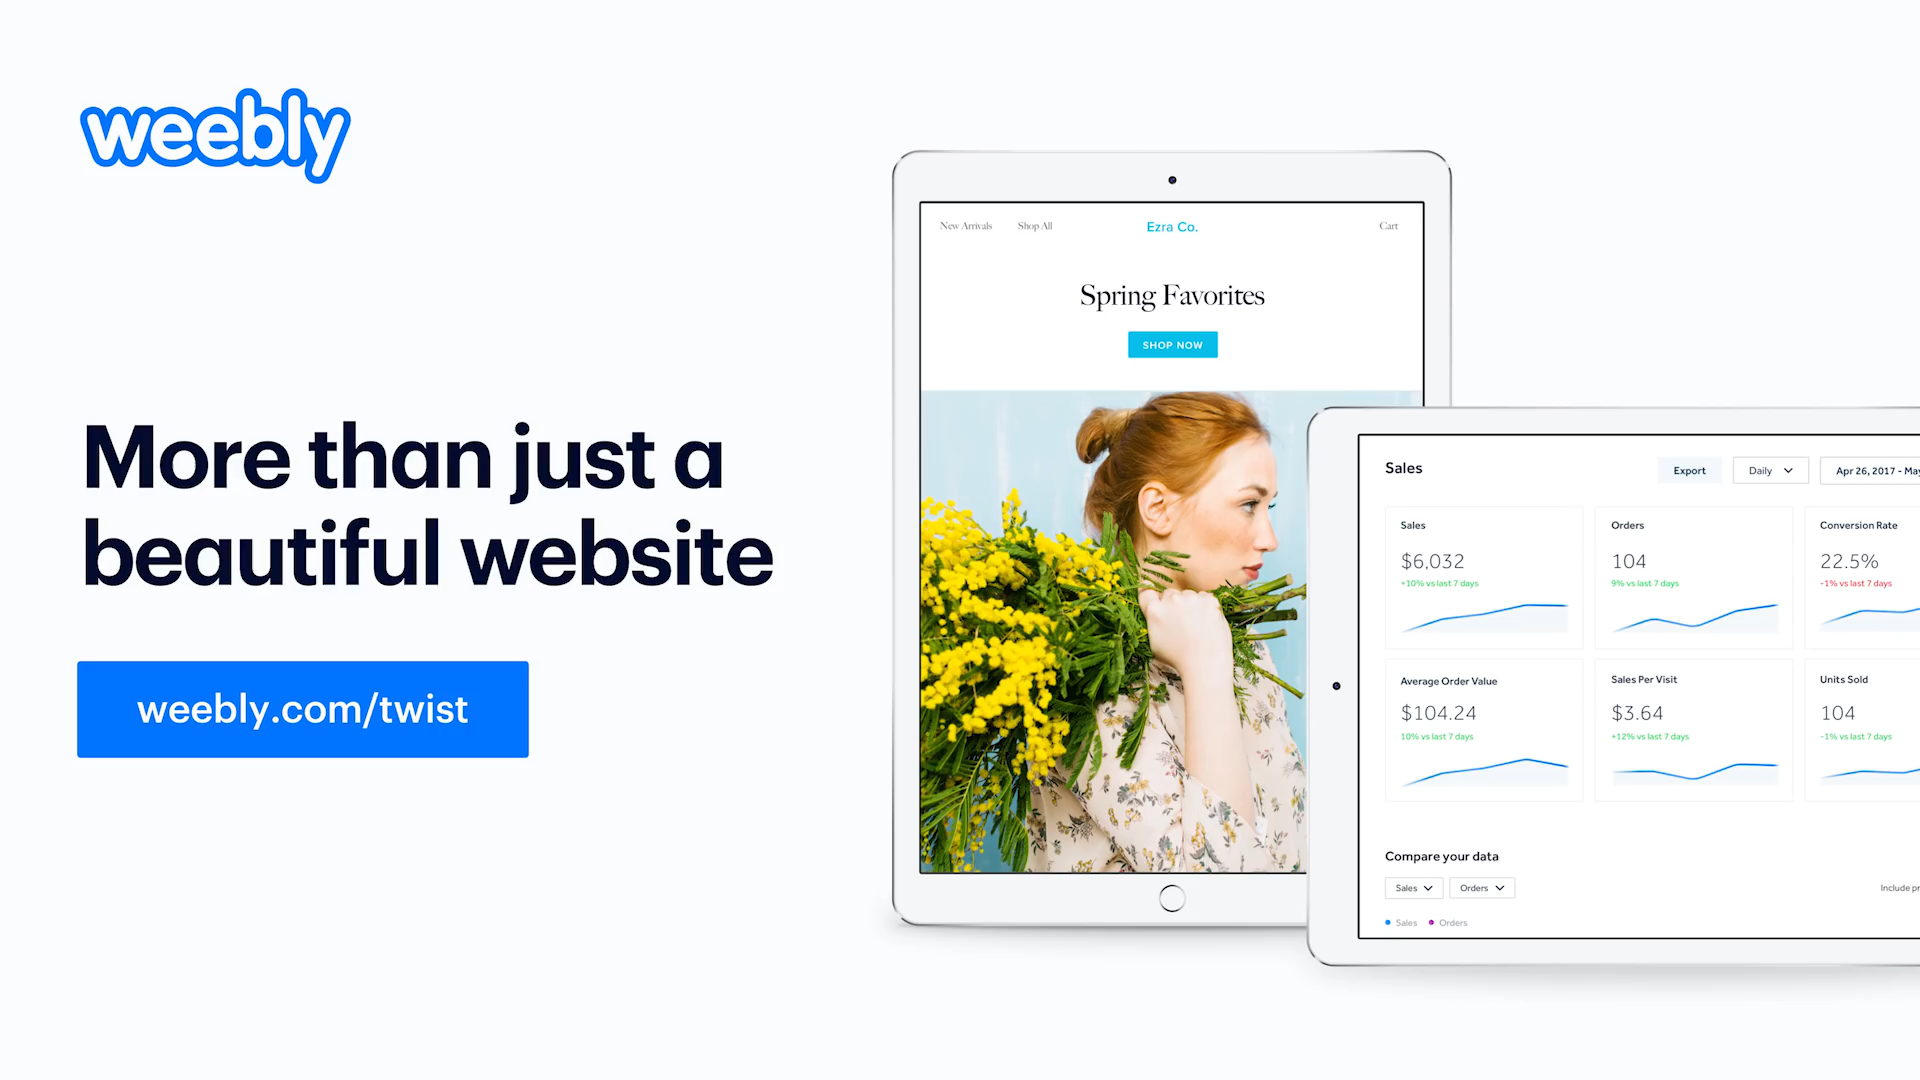 weebly
More than just a
beautiful website
weebly.com/twist
New Arrivals Shop All Ezra Co. Cart
Spring Favorites
SHOP NOW
Sales Export Daily Apr 26, 2017 - May
Sales Orders Conversion Rate
$6,032 104 22.5%
+10% vs last 7 days 9% vs last 7 days -1% vs last 7 days
Average Order Value Sales Per Visit Units Sold
$104.24 $3.64 104
10% vs last 7 days +12% vs last 7 days -1% vs last 7 days
Compare your data
Sales Orders Include
Sales Orders